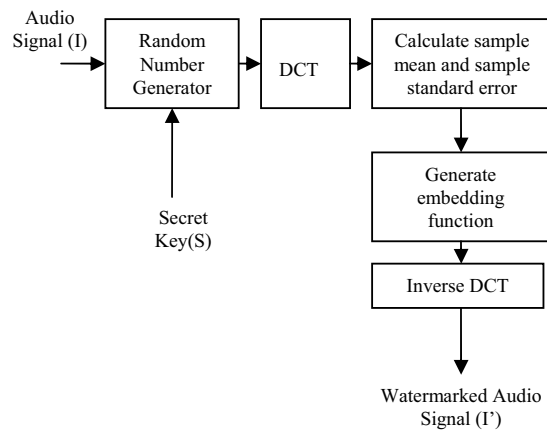 Audio
Signal (I)
Random
Number
Generator
DCT
Calculate sample
mean and sample
standard error
Secret
Key(S)
Generate
embedding
function
Inverse DCT
Watermarked Audio
Signal (I’)